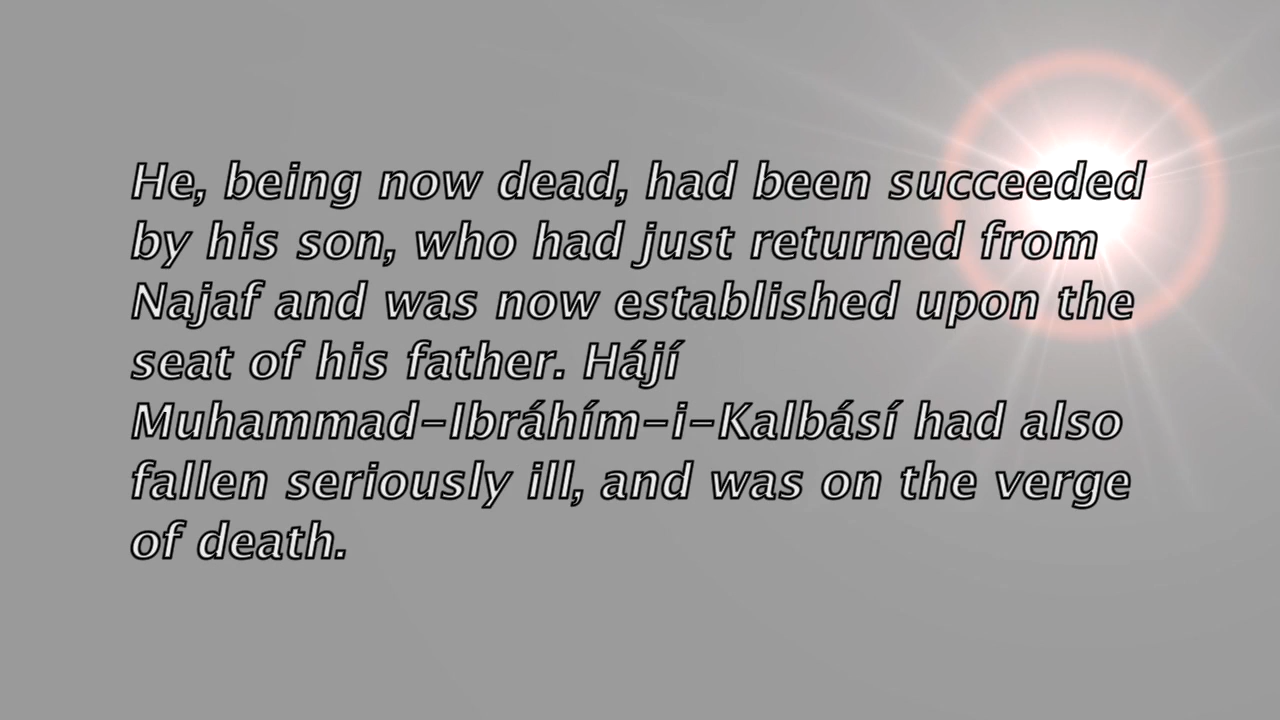 He, being now dead, had been succeeded
by his son, who had just returned from
Najaf and was now established upon the
seat of his father. Hájí
Muhammad-Ibráhím-i-Kalbásí had also
fallen seriously ill, and was on the verge
of death.